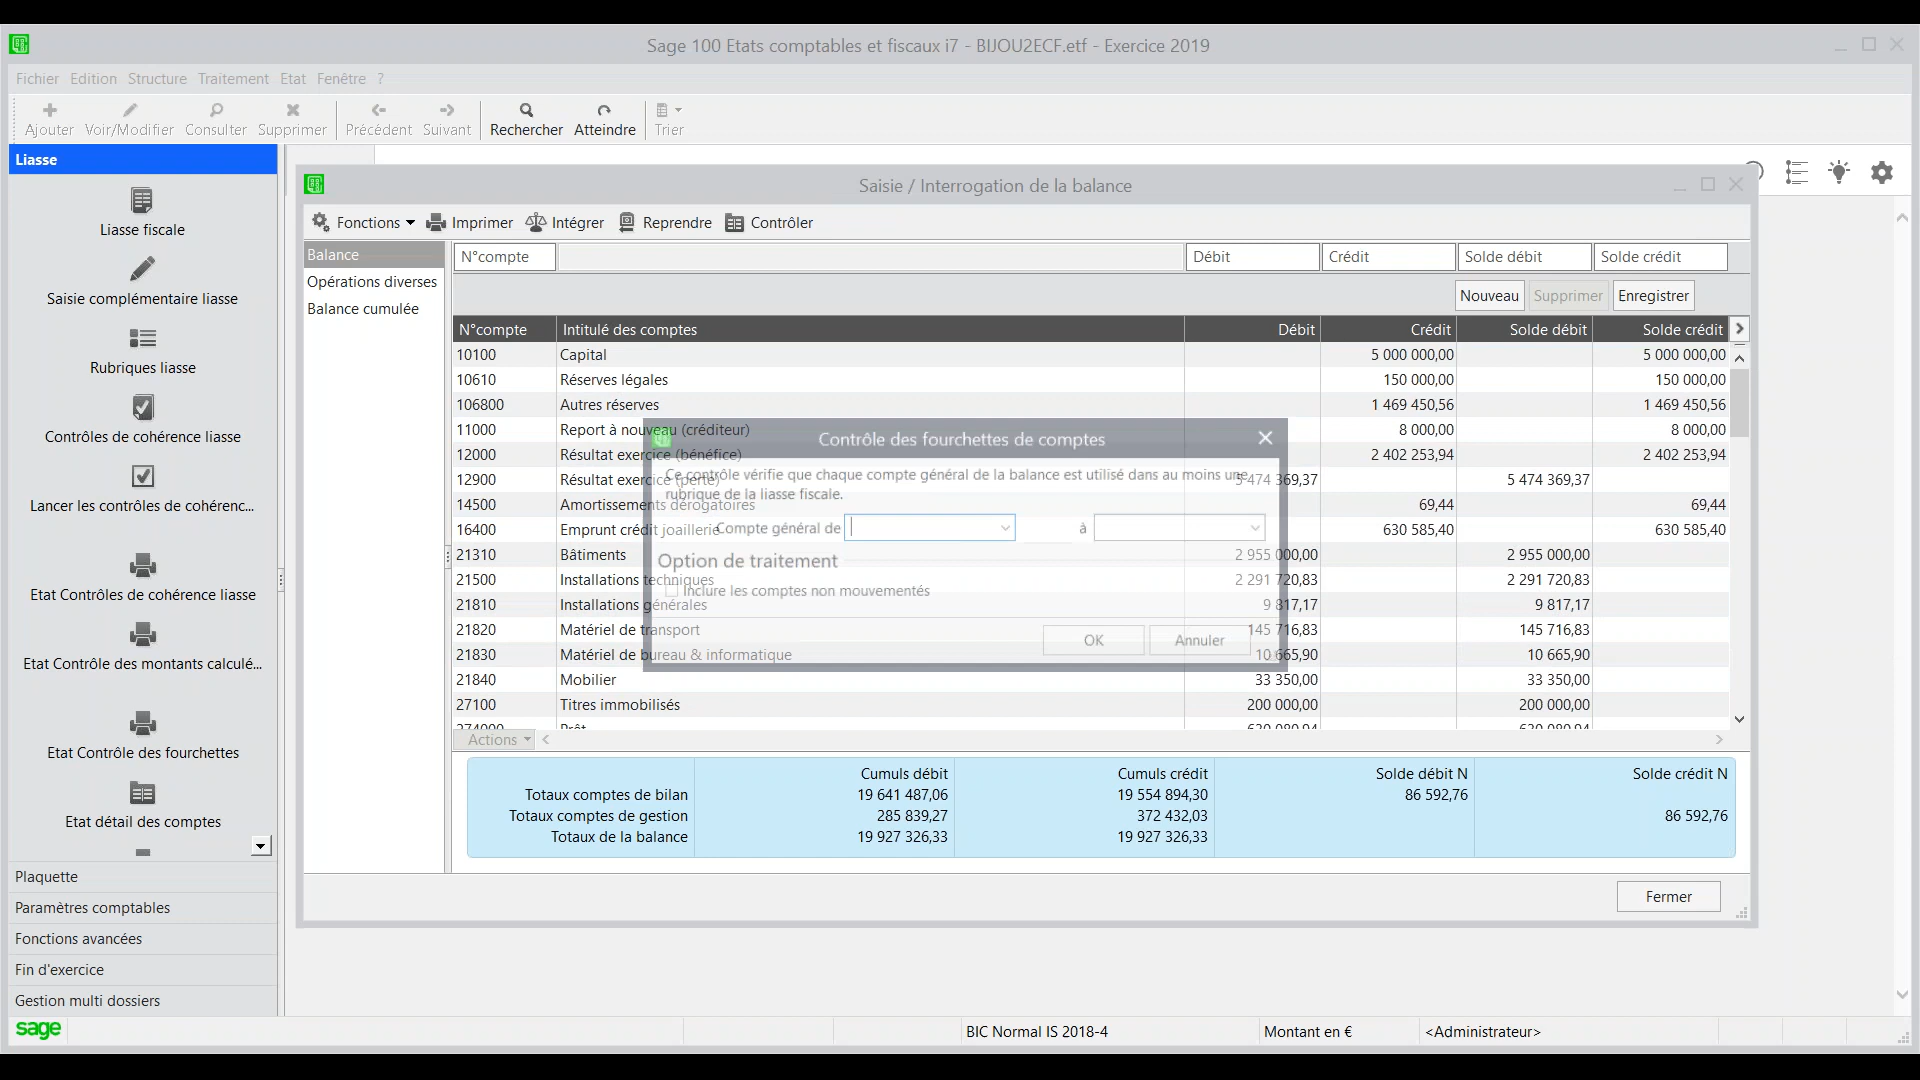 Sage 100 Etats comptables et fiscaux i7 - BIJOU2ECF.etf - Exercice 2019
Fichier Edition Structure Traitement Etat Fenêtre ?
Ajouter Voir/Modifier Consulter Supprimer Précédent Suivant Rechercher Atteindre Trier
Liasse
Liasse fiscale
Saisie complémentaire liasse
Rubriques liasse
Contrôles de cohérence liasse
Lancer les contrôles de cohérenc...
Etat Contrôles de cohérence liasse
Etat Contrôle des montants calculé...
Etat Contrôle des fourchettes
Etat détail des comptes
Plaquette
Paramètres comptables
Fonctions avancées
Fin d'exercice
Gestion multi dossiers
Saisie / Interrogation de la balance
Fonctions Imprimer Intégrer Reprendre Contrôler
Balance
Opérations diverses
Balance cumulée
N°compte Débit Crédit Solde débit Solde crédit
Nouveau Supprimer Enregistrer
N°compte Intitulé des comptes Débit Crédit Solde débit Solde crédit
10100 Capital 5 000 000,00 5 000 000,00
10610 Réserves légales 150 000,00 150 000,00
106800 Autres réserves 1 469 450,56 1 469 450,56
11000 Report à nouveau (créditeur) 8 000,00 8 000,00
12000 Résultat exercice (bénéfice) 2 402 253,94 2 402 253,94
12900 Résultat exercice (perte) 5 474 369,37 5 474 369,37
14500 Amortissements dérogatoires 69,44 69,44
16400 Emprunt crédit joaillerie 630 585,40 630 585,40
21310 Bâtiments 2 955 000,00 2 955 000,00
21500 Installations techniques 2 291 720,83 2 291 720,83
21810 Installations générales 9 817,17 9 817,17
21820 Matériel de transport 145 716,83 145 716,83
21830 Matériel de bureau & informatique 10 665,90 10 665,90
21840 Mobilier 33 350,00 33 350,00
27100 Titres immobilisés 200 000,00 200 000,00
274000 Prêt 630 080,94 630 080,94
Contrôle des fourchettes de comptes
Ce contrôle vérifie que chaque compte général de la balance est utilisé dans au moins une
rubrique de la liasse fiscale.
Compte général de à
Option de traitement
Inclure les comptes non mouvementés
OK Annuler
Actions
Cumuls débit Cumuls crédit Solde débit N Solde crédit N
Totaux comptes de bilan 19 641 487,06 19 554 894,30 86 592,76
Totaux comptes de gestion 285 839,27 372 432,03 86 592,76
Totaux de la balance 19 927 326,33 19 927 326,33
Fermer
sage BIC Normal IS 2018-4 Montant en € <Administrateur>